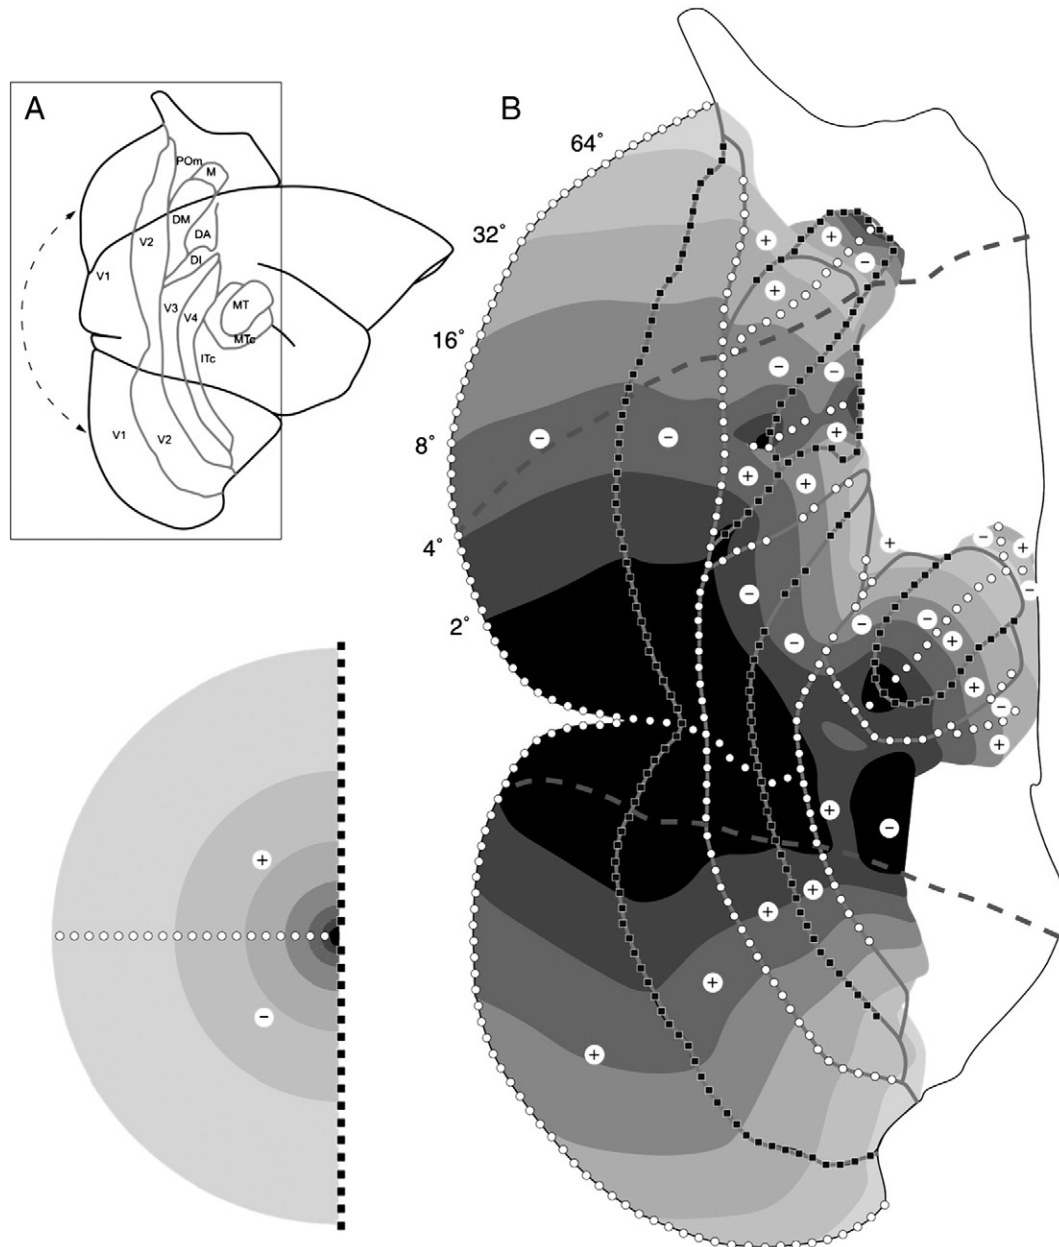 A
POm
M
DM
V2
DA
DI
V1
V3
V4
MT
MTc
ITc
V1
V2
B
64°
32°
16°
8°
4°
2°
+
+
−
+
−
−
−
−
+
+
+
+
−
+
−
−
−
−
−
+
+
−
+
+
−
+
+
+
+
+
−